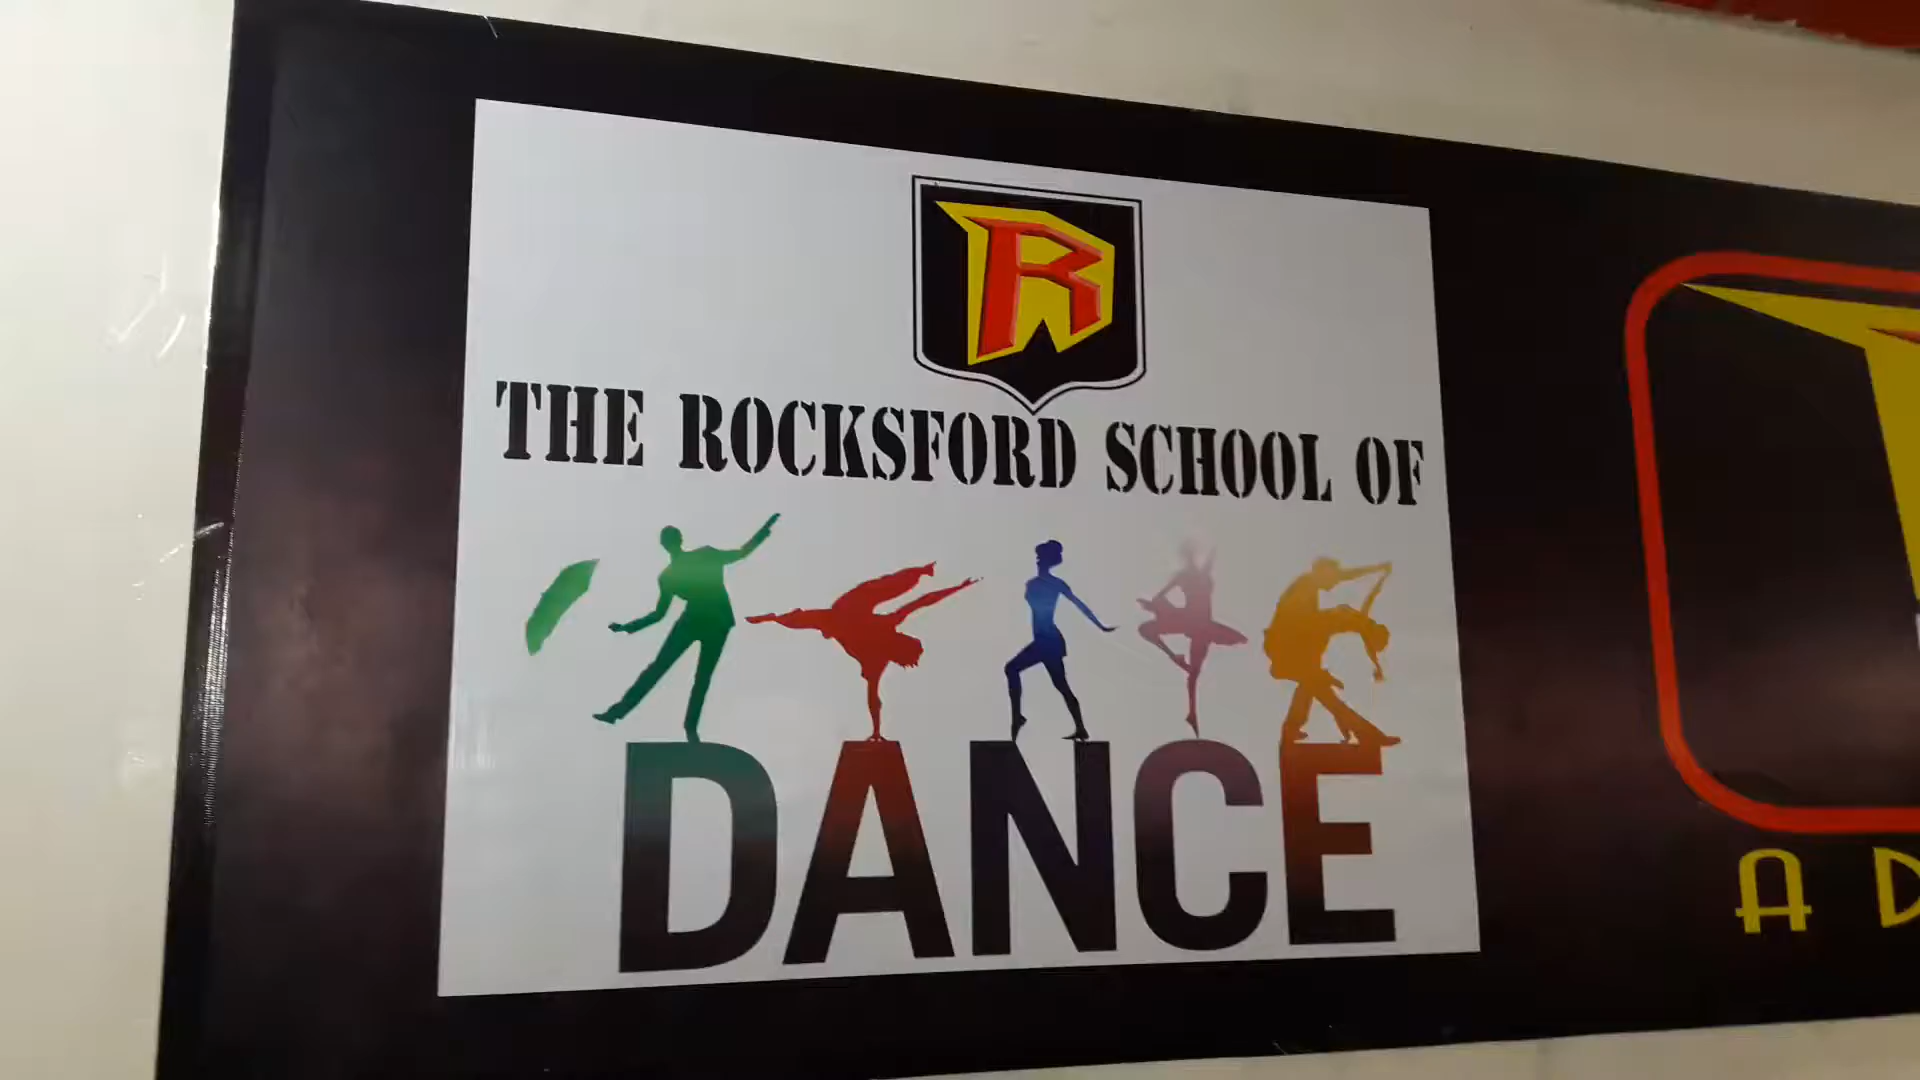 R
THE ROCKSFORD SCHOOL OF
DANCE
A D